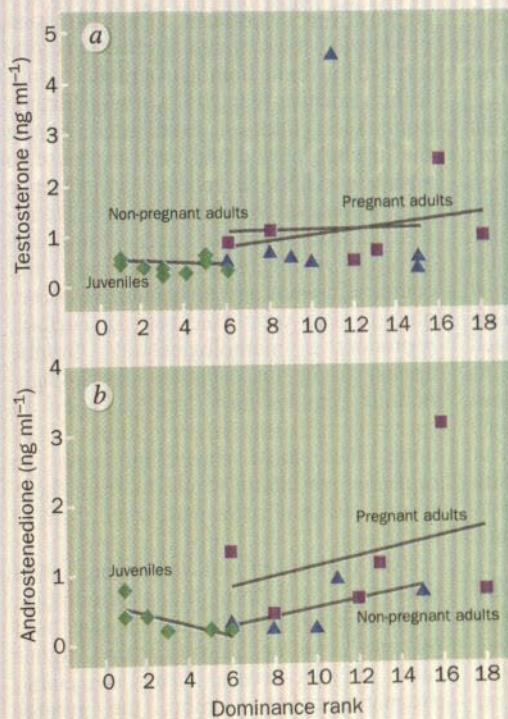 a
Testosterone (ng ml⁻¹)
5
4
3
2
1
0
Non-pregnant adults
Pregnant adults
Juveniles
0 2 4 6 8 10 12 14 16 18
b
Androstenedione (ng ml⁻¹)
4
3
2
1
0
Juveniles
Pregnant adults
Non-pregnant adults
0 2 4 6 8 10 12 14 16 18
Dominance rank